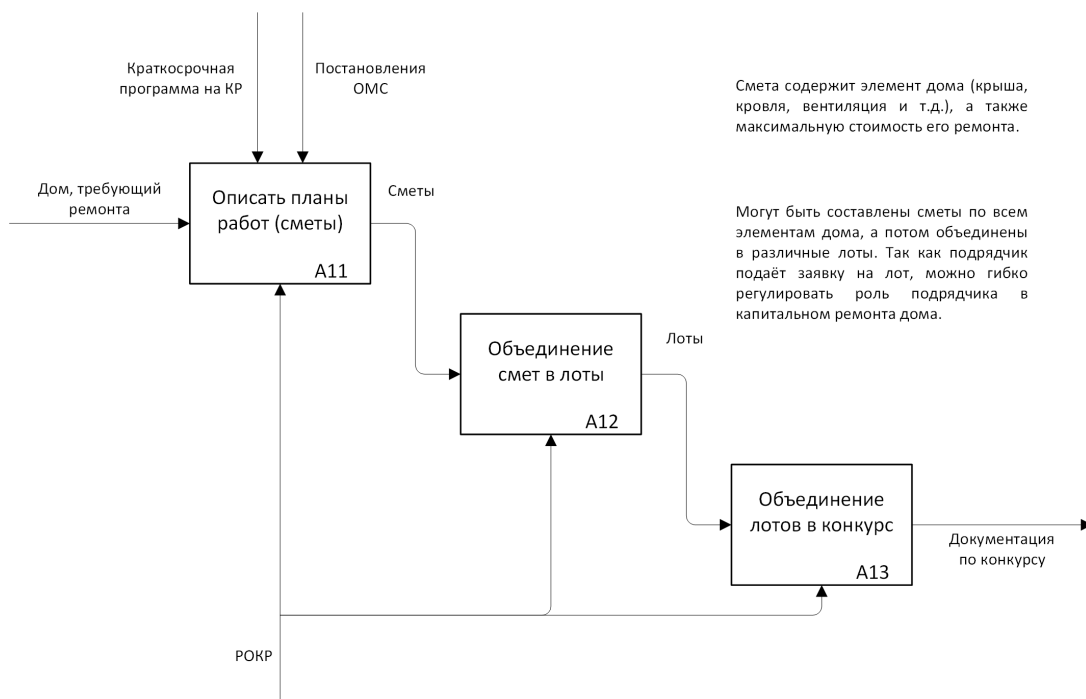 Краткосрочная
программа на КР
Постановления
ОМС
Смета содержит элемент дома (крыша,
кровля, вентиляция и т.д.), а также
максимальную стоимость его ремонта.
Дом, требующий
ремонта
Описать планы
работ (сметы)
А11
Сметы
Могут быть составлены сметы по всем
элементам дома, а потом объединены
в различные лоты. Так как подрядчик
подаёт заявку на лот, можно гибко
регулировать роль подрядчика в
капитальном ремонта дома.
Объединение
смет в лоты
А12
Лоты
Объединение
лотов в конкурс
А13
Документация
по конкурсу
РОКР